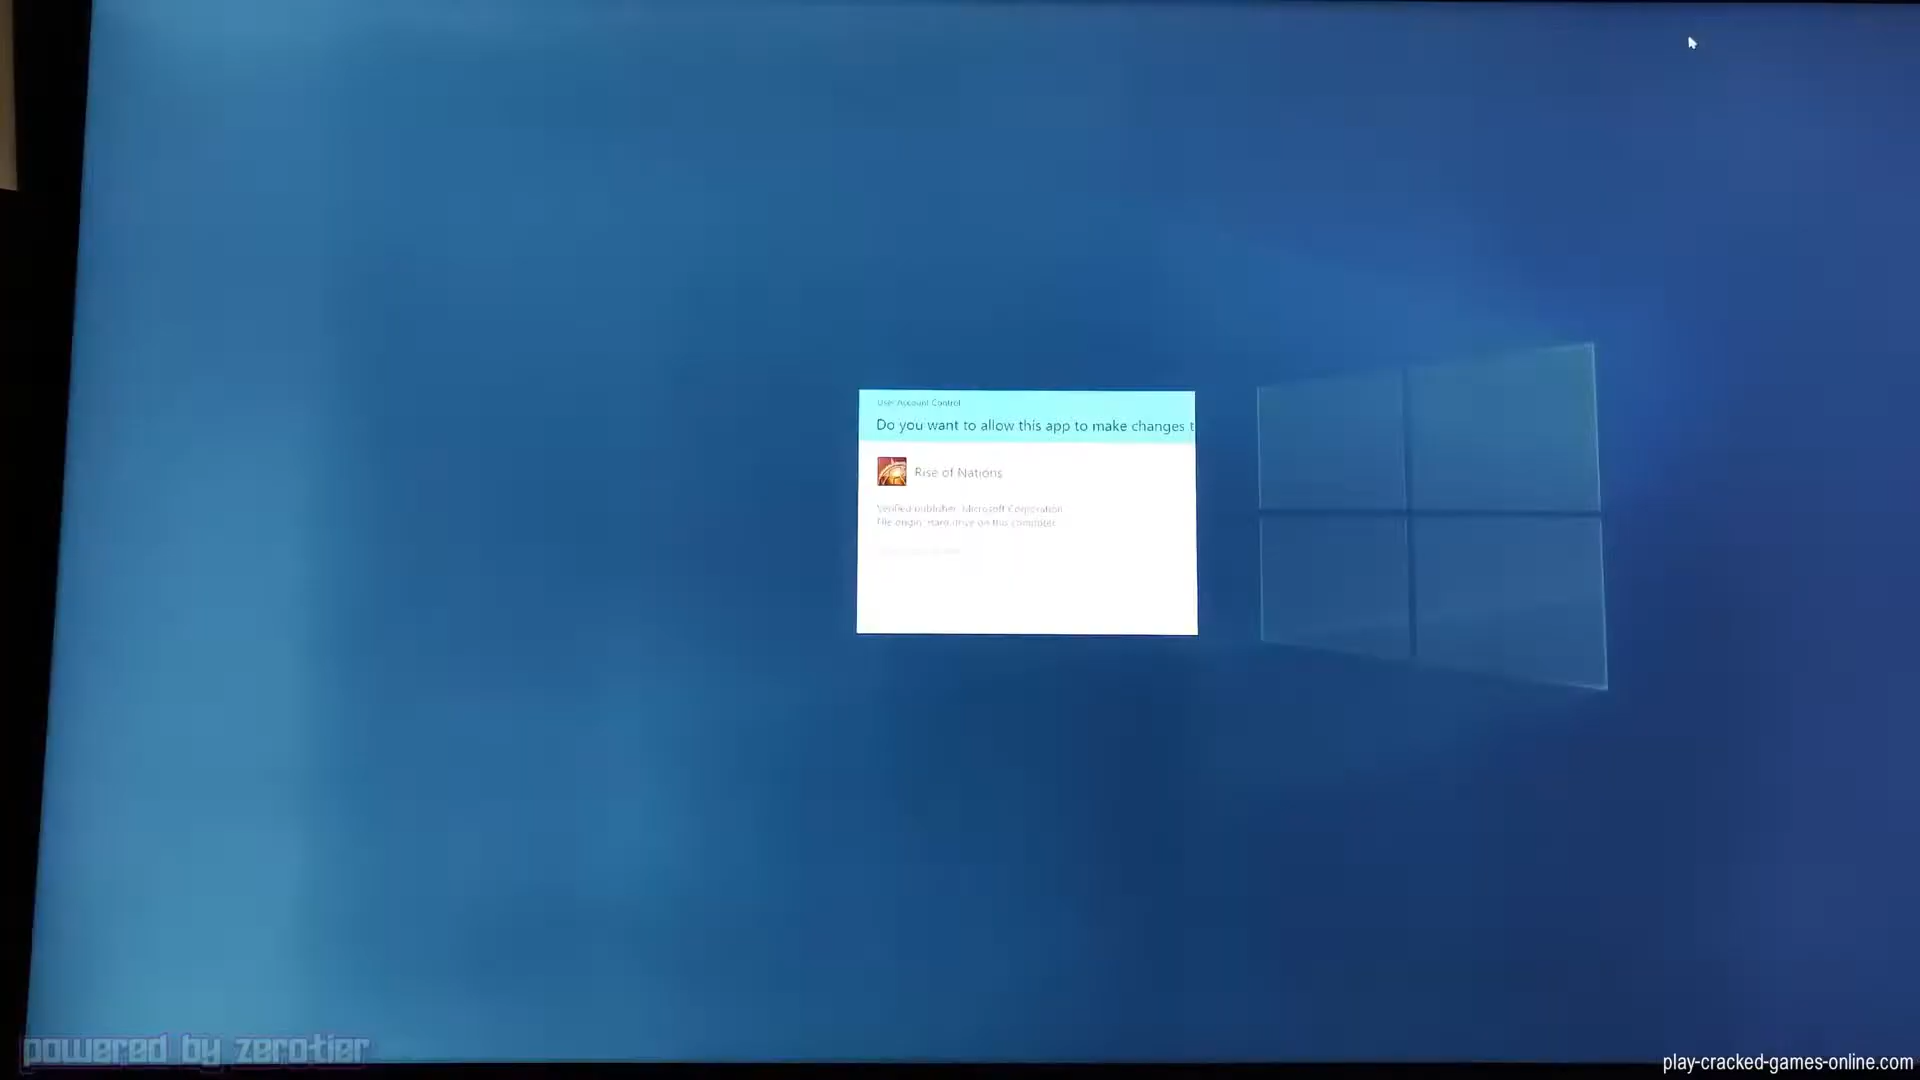 User Account Control
Do you want to allow this app to make changes t
Rise of Nations
Verified publisher: Microsoft Corporation
File origin: Hard drive on this computer
powered by zerotier
play-cracked-games-online.com